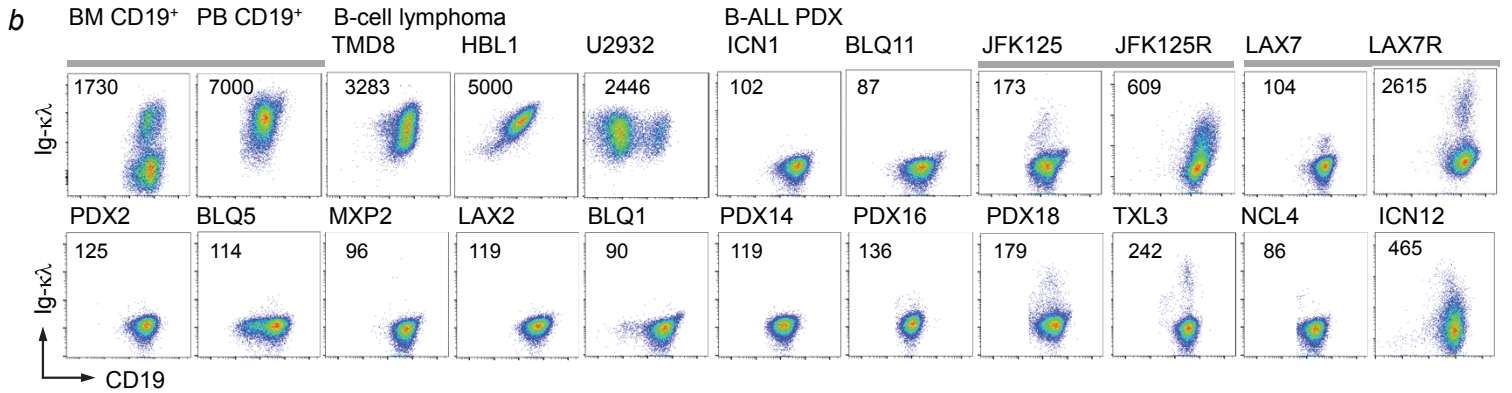 b
BM CD19+ PB CD19+ B-cell lymphoma B-ALL PDX
TMD8 HBL1 U2932 ICN1 BLQ11 JFK125 JFK125R LAX7 LAX7R
1730 7000 3283 5000 2446 102 87 173 609 104 2615
Ig-κλ
PDX2 BLQ5 MXP2 LAX2 BLQ1 PDX14 PDX16 PDX18 TXL3 NCL4 ICN12
125 114 96 119 90 119 136 179 242 86 465
Ig-κλ
CD19